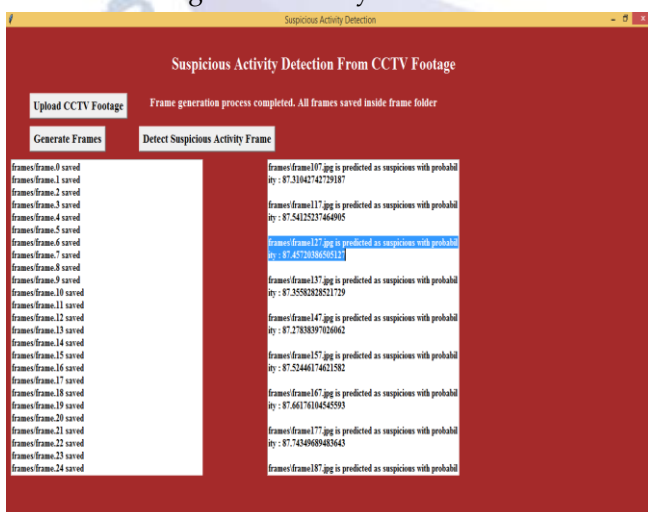 Suspicious Activity Detection
Suspicious Activity Detection From CCTV Footage
Upload CCTV Footage
Frame generation process completed. All frames saved inside frame folder
Generate Frames
Detect Suspicious Activity Frame
frames/frame.0 saved
frames/frame.1 saved
frames/frame.2 saved
frames/frame.3 saved
frames/frame.4 saved
frames/frame.5 saved
frames/frame.6 saved
frames/frame.7 saved
frames/frame.8 saved
frames/frame.9 saved
frames/frame.10 saved
frames/frame.11 saved
frames/frame.12 saved
frames/frame.13 saved
frames/frame.14 saved
frames/frame.15 saved
frames/frame.16 saved
frames/frame.17 saved
frames/frame.18 saved
frames/frame.19 saved
frames/frame.20 saved
frames/frame.21 saved
frames/frame.22 saved
frames/frame.23 saved
frames/frame.24 saved
frames\frame107.jpg is predicted as suspicious with probabil
ity : 87.31042742729187
frames\frame117.jpg is predicted as suspicious with probabil
ity : 87.54125237464905
frames\frame127.jpg is predicted as suspicious with probabil
ity : 87.45720386505127
frames\frame137.jpg is predicted as suspicious with probabil
ity : 87.35582828521729
frames\frame147.jpg is predicted as suspicious with probabil
ity : 87.27838397026062
frames\frame157.jpg is predicted as suspicious with probabil
ity : 87.52446174621582
frames\frame167.jpg is predicted as suspicious with probabil
ity : 87.66176104545593
frames\frame177.jpg is predicted as suspicious with probabil
ity : 87.74349689483643
frames\frame187.jpg is predicted as suspicious with probabil